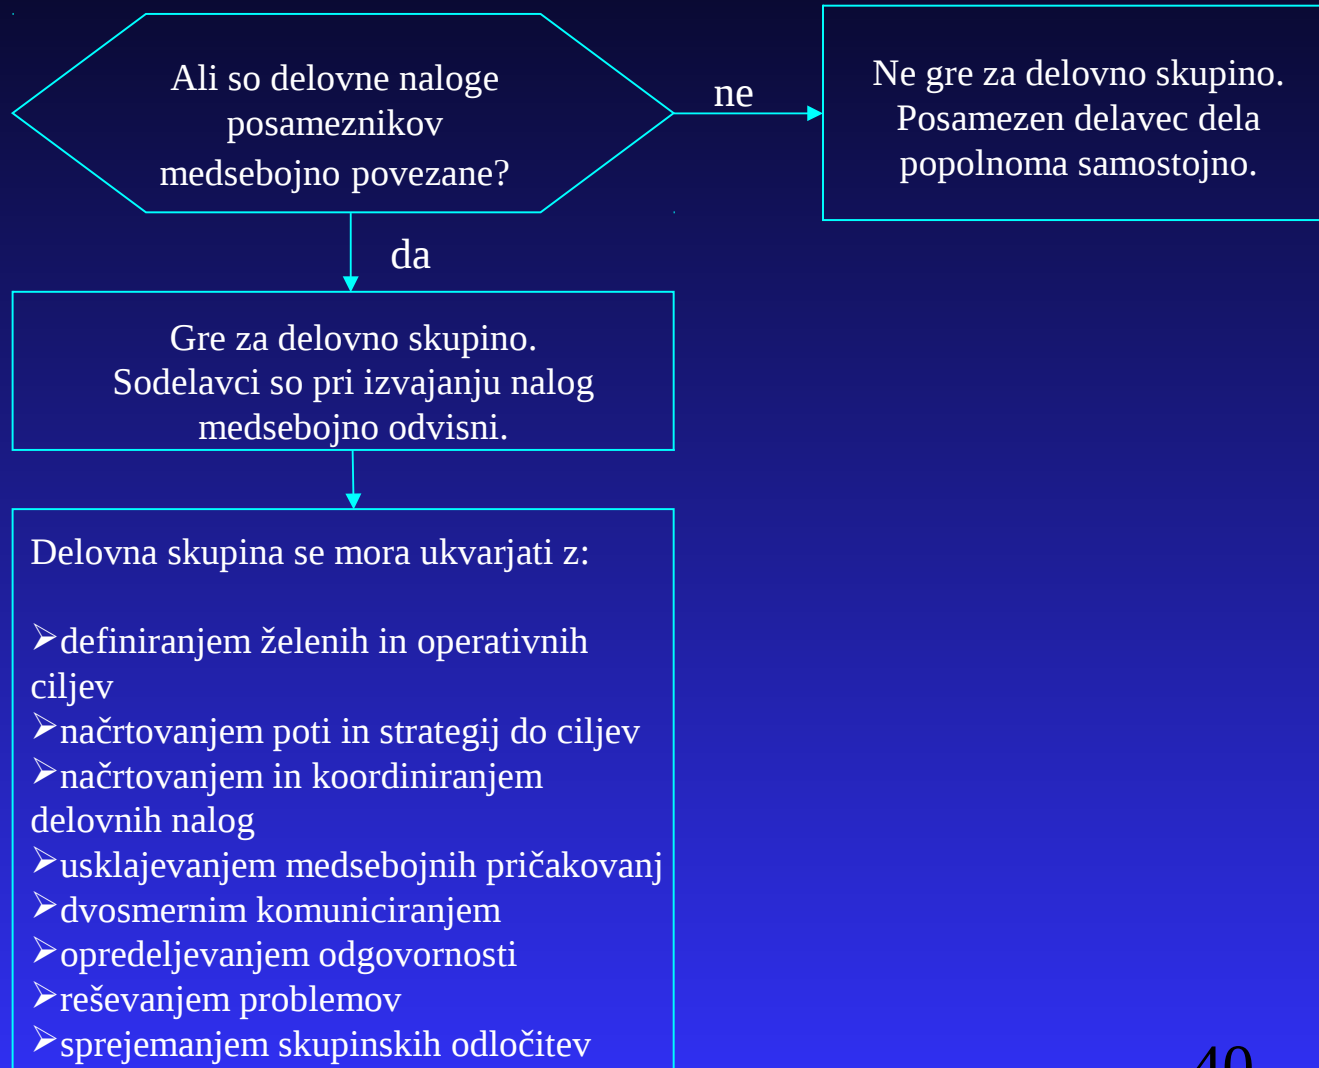 Ali so delovne naloge
posameznikov
medsebojno povezane?
ne
Ne gre za delovno skupino.
Posamezen delavec dela
popolnoma samostojno.
da
Gre za delovno skupino.
Sodelavci so pri izvajanju nalog
medsebojno odvisni.
Delovna skupina se mora ukvarjati z:
➢definiranjem želenih in operativnih
ciljev
➢načrtovanjem poti in strategij do ciljev
➢načrtovanjem in koordiniranjem
delovnih nalog
➢usklajevanjem medsebojnih pričakovanj
➢dvosmernim komuniciranjem
➢opredeljevanjem odgovornosti
➢reševanjem problemov
➢sprejemanjem skupinskih odločitev
40